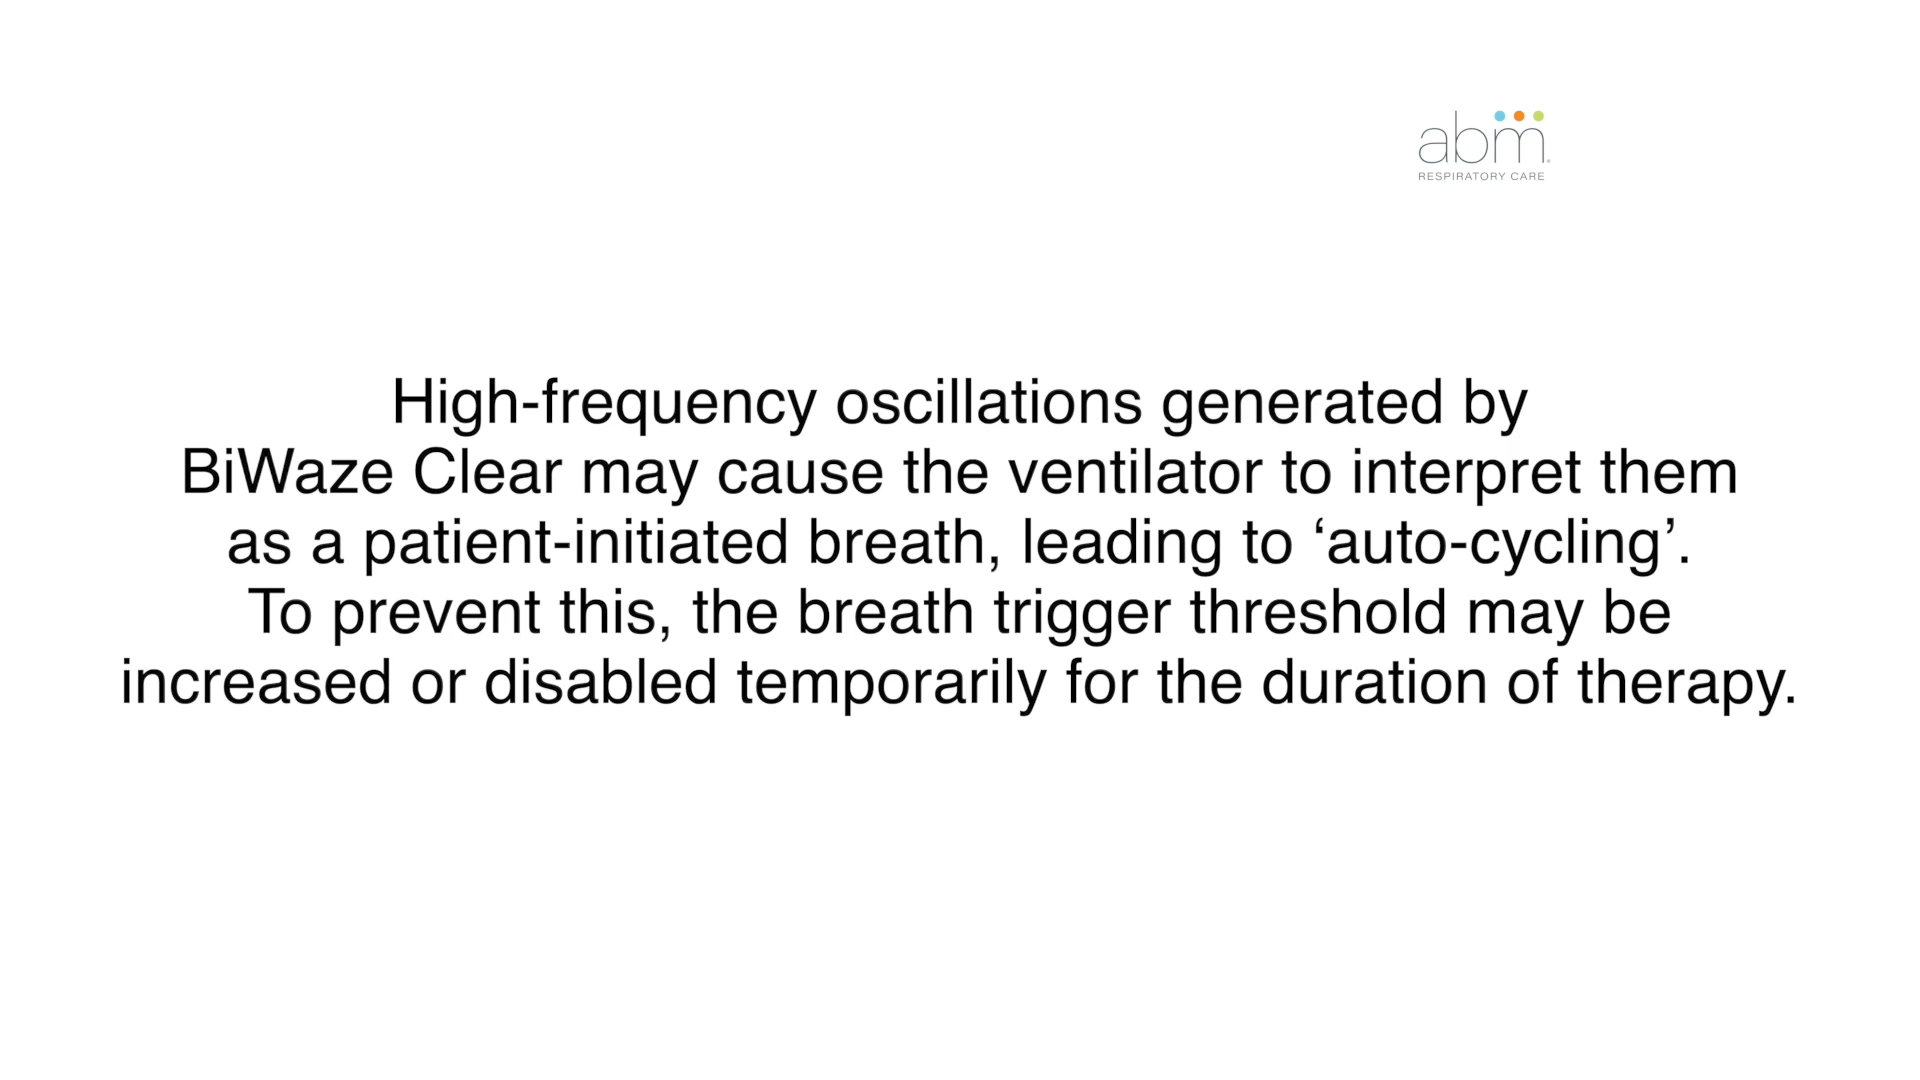 abm
RESPIRATORY CARE
High-frequency oscillations generated by
BiWaze Clear may cause the ventilator to interpret them
as a patient-initiated breath, leading to ‘auto-cycling’.
To prevent this, the breath trigger threshold may be
increased or disabled temporarily for the duration of therapy.